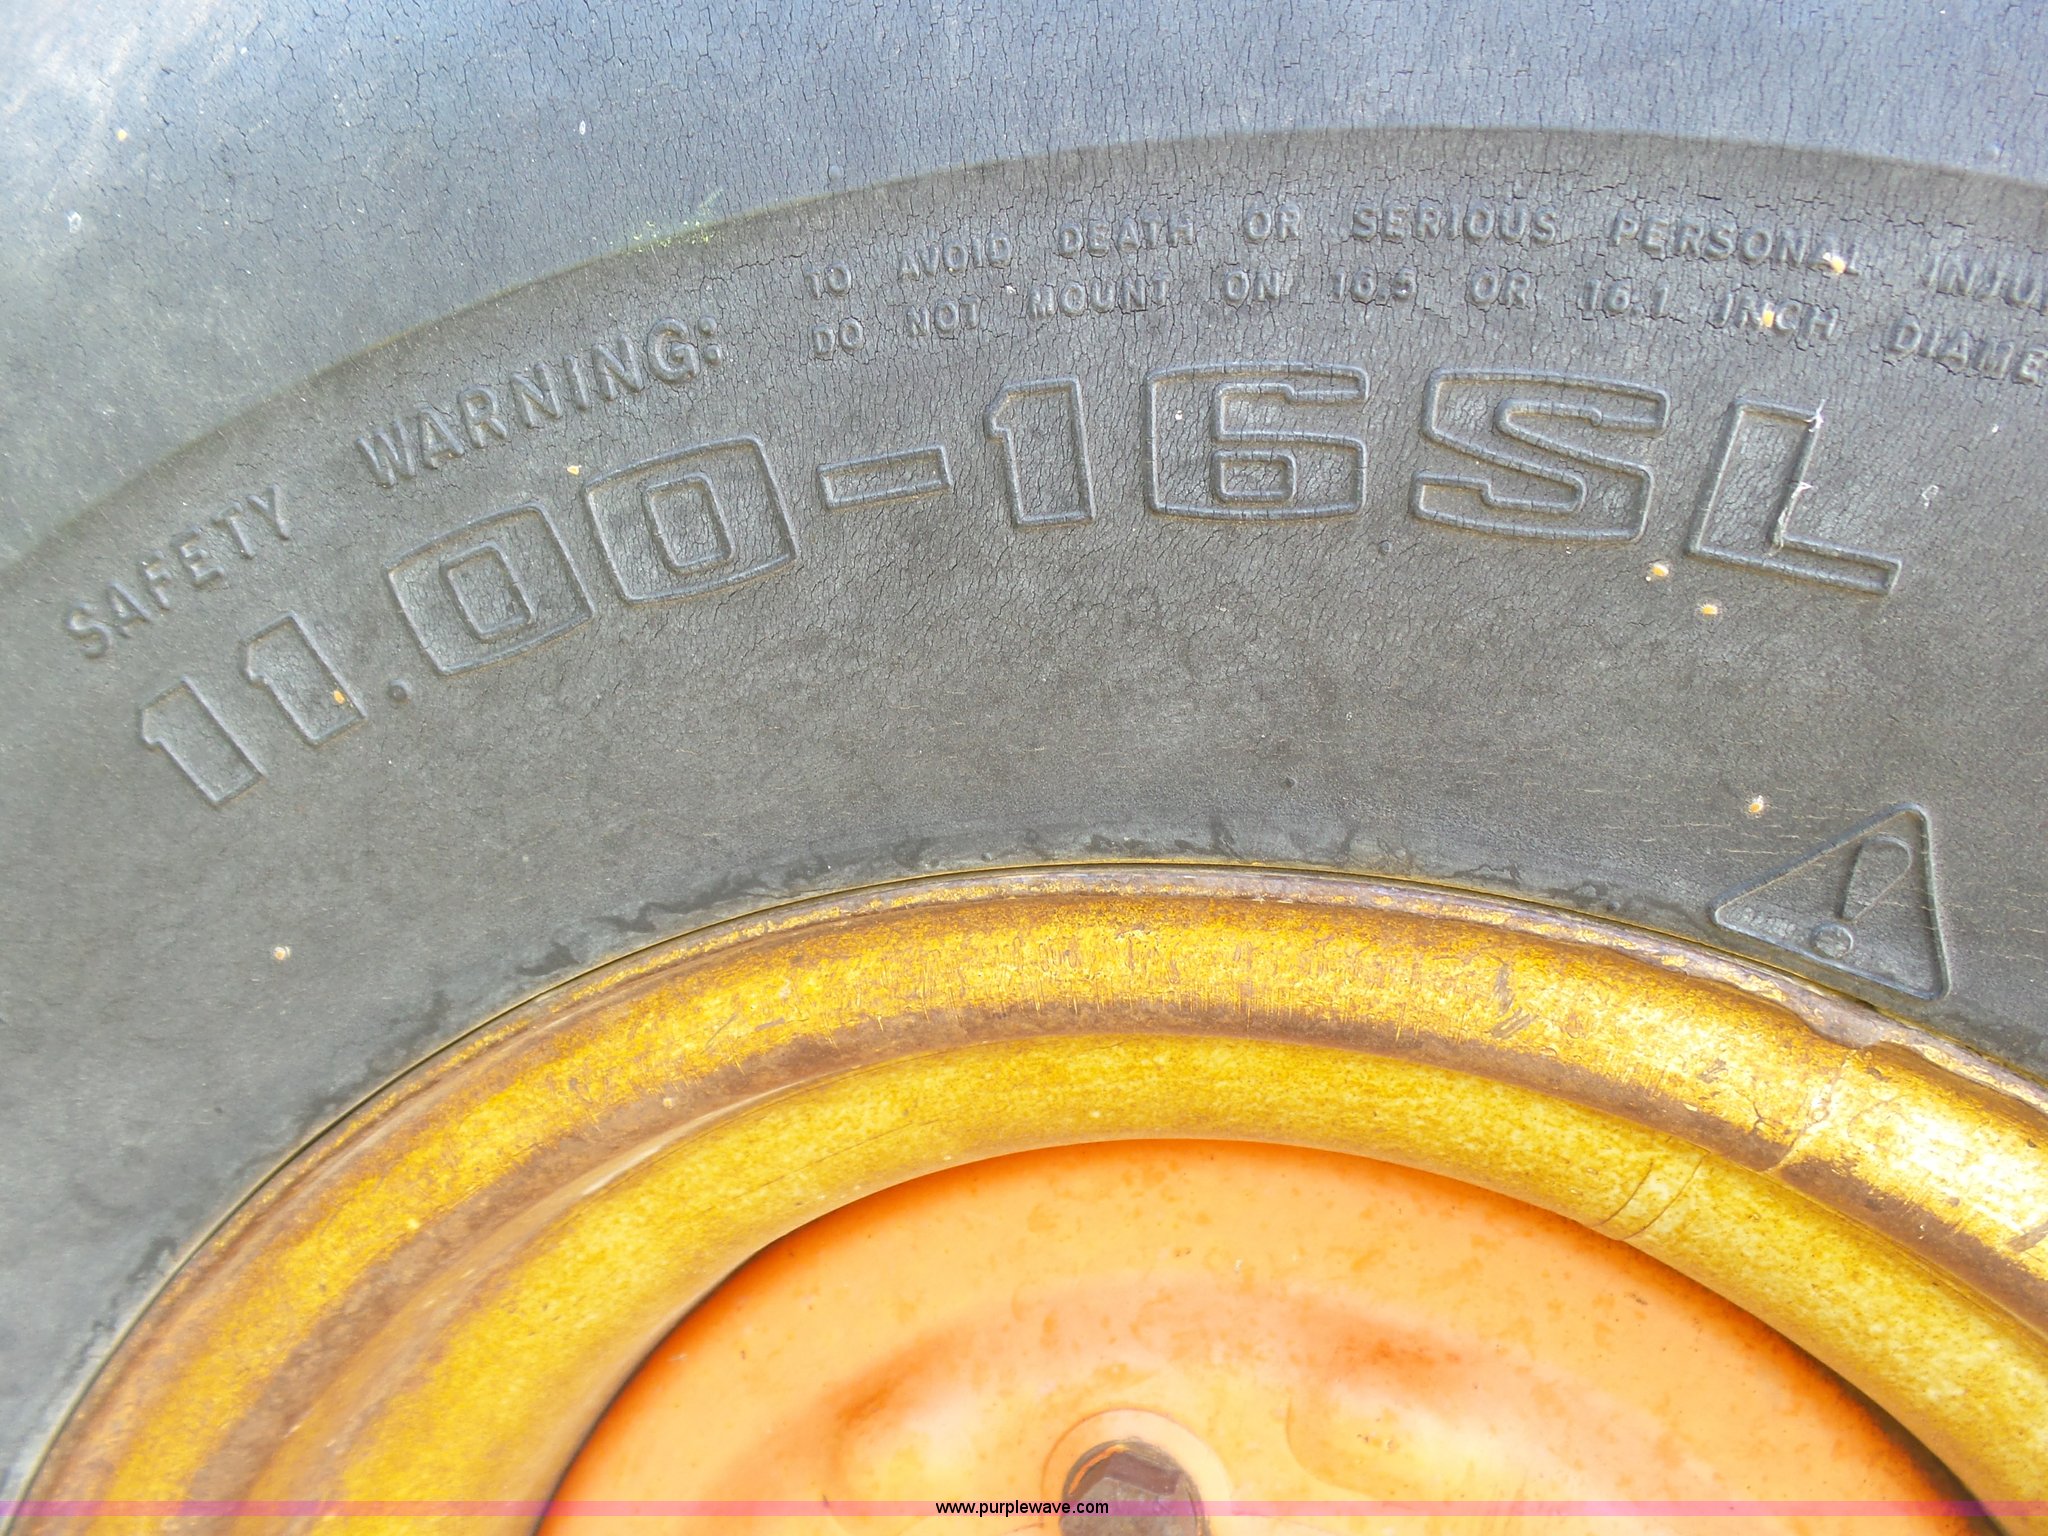 SAFETY WARNING: TO AVOID DEATH OR SERIOUS PERSONAL
DO NOT MOUNT ON 16.5 OR 16.1 INCH
11.00-16SL
www.purplewave.com